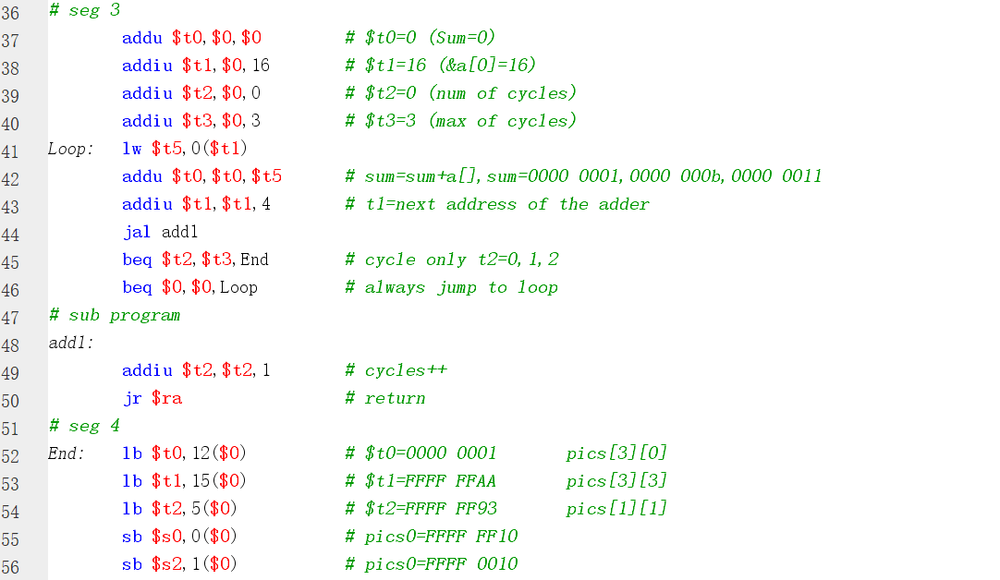 36 # seg 3
37 addu $t0,$0,$0 # $t0=0 (Sum=0)
38 addiu $t1,$0,16 # $t1=16 (&a[0]=16)
39 addiu $t2,$0,0 # $t2=0 (num of cycles)
40 addiu $t3,$0,3 # $t3=3 (max of cycles)
41 Loop: lw $t5,0($t1)
42 addu $t0,$t0,$t5 # sum=sum+a[],sum=0000 0001,0000 000b,0000 0011
43 addiu $t1,$t1,4 # t1=next address of the adder
44 jal add1
45 beq $t2,$t3,End # cycle only t2=0,1,2
46 beq $0,$0,Loop # always jump to loop
47 # sub program
48 add1:
49 addiu $t2,$t2,1 # cycles++
50 jr $ra # return
51 # seg 4
52 End: lb $t0,12($0) # $t0=0000 0001 pics[3][0]
53 lb $t1,15($0) # $t1=FFFF FFAA pics[3][3]
54 lb $t2,5($0) # $t2=FFFF FF93 pics[1][1]
55 sb $s0,0($0) # pics0=FFFF FF10
56 sb $s2,1($0) # pics0=FFFF 0010